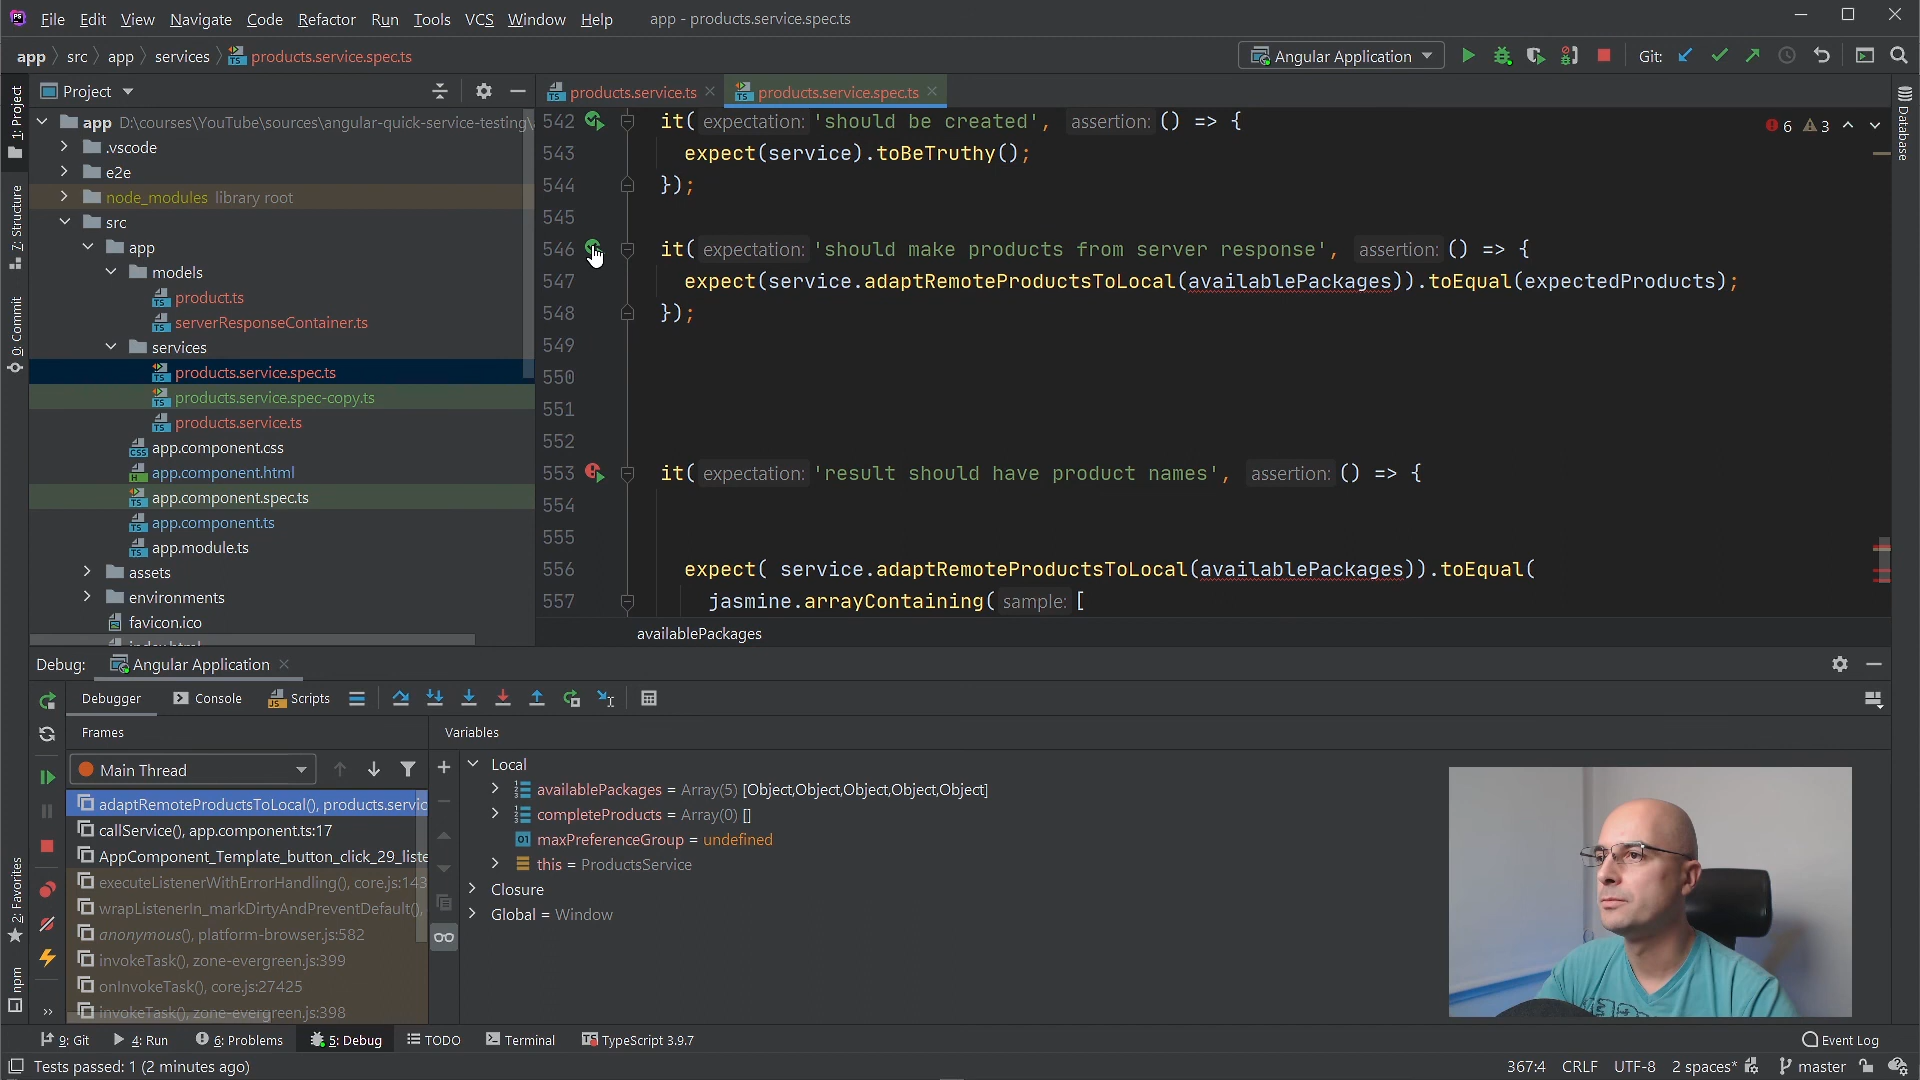 File Edit View Navigate Code Refactor Run Tools VCS Window Help app - products.service.spec.ts
app src app services products.service.spec.ts Angular Application Git:
Project
products.service.ts products.service.spec.ts
app D:\courses\YouTube\sources\angular-quick-service-testing\
.vscode
e2e
node_modules library root
src
app
models
product.ts
serverResponseContainer.ts
services
products.service.spec.ts
products.service.spec-copy.ts
products.service.ts
app.component.css
app.component.html
app.component.spec.ts
app.component.ts
app.module.ts
assets
environments
favicon.ico
1: Project
7: Structure
0: Commit
2: Favorites
npm
Database
6 3
542 it( expectation: 'should be created', assertion: () => {
543 expect(service).toBeTruthy();
544 });
545
546 it( expectation: 'should make products from server response', assertion: () => {
547 expect(service.adaptRemoteProductsToLocal(availablePackages)).toEqual(expectedProducts);
548 });
549
550
551
552
553 it( expectation: 'result should have product names', assertion: () => {
554
555
556 expect( service.adaptRemoteProductsToLocal(availablePackages)).toEqual(
557 jasmine.arrayContaining( sample: [
availablePackages
Debug: Angular Application
Debugger Console Scripts
Frames
Main Thread
adaptRemoteProductsToLocal(), products.servic
callService(), app.component.ts:17
AppComponent_Template_button_click_29_liste
executeListenerWithErrorHandling(), core.js:143
wrapListenerIn_markDirtyAndPreventDefault(),
anonymous(), platform-browser.js:582
invokeTask(), zone-evergreen.js:399
onInvokeTask(), core.js:27425
invokeTask(), zone-evergreen.js:398
Variables
Local
availablePackages = Array(5) [Object,Object,Object,Object,Object]
completeProducts = Array(0) []
maxPreferenceGroup = undefined
this = ProductsService
Closure
Global = Window
9: Git 4: Run 6: Problems 5: Debug TODO Terminal TypeScript 3.9.7 Event Log
Tests passed: 1 (2 minutes ago) 367:4 CRLF UTF-8 2 spaces* master